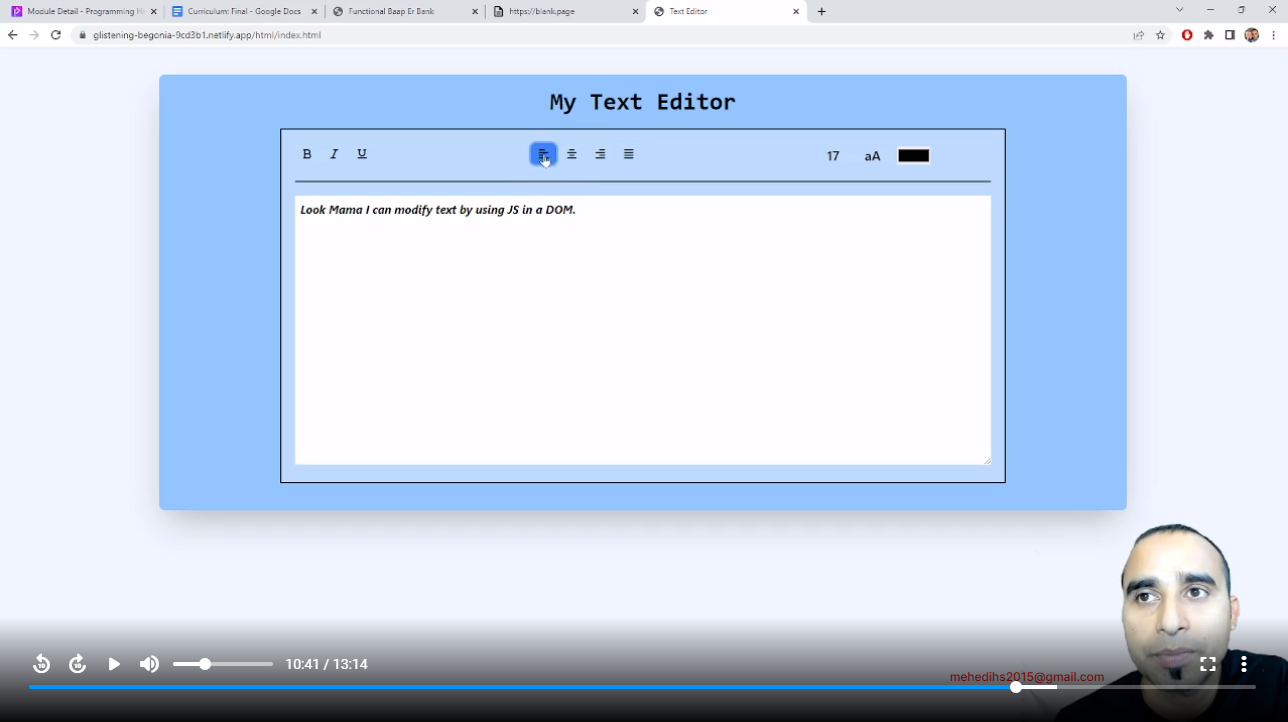 Module Detail - Programming H
Curriculum: Final - Google Docs
Functional Baap Er Bank
https://blank.page
Text Editor
glistening-begonia-9cd3b1.netlify.app/html/index.html
My Text Editor
B I U
17 aA
Look Mama I can modify text by using JS in a DOM.
10:41 / 13:14
mehedihs2015@gmail.com